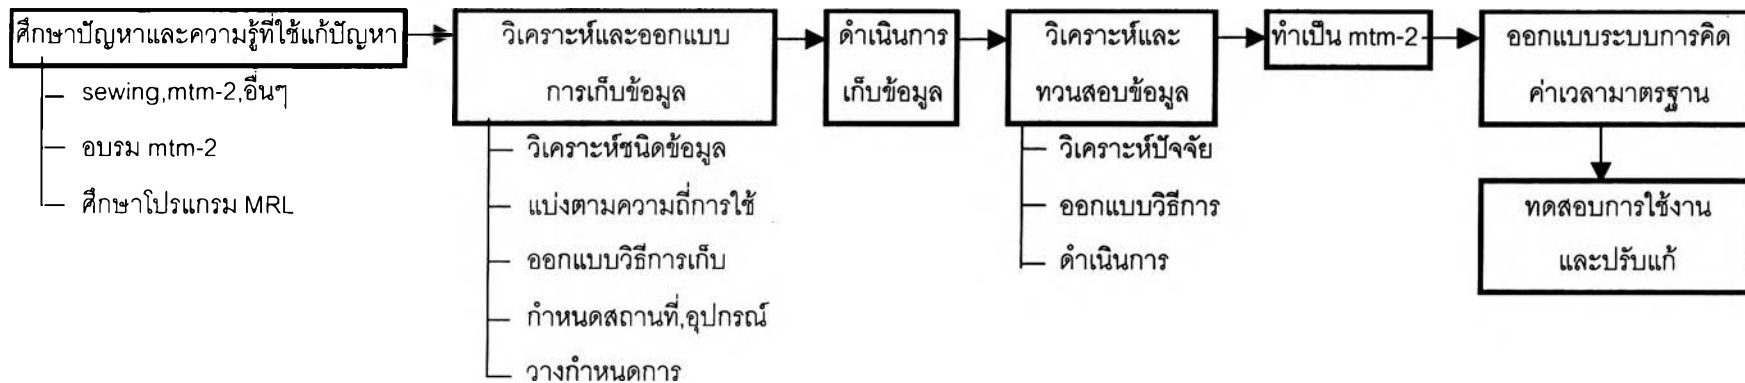 ศึกษาปัญหาและความรู้ที่ใช้แก้ปัญหา
sewing,mtm-2,อื่นๆ
อบรม mtm-2
ศึกษาโปรแกรม MRL
วิเคราะห์และออกแบบ
การเก็บข้อมูล
วิเคราะห์ชนิดข้อมูล
แบ่งตามความถี่การใช้
ออกแบบวิธีการเก็บ
กำหนดสถานที่,อุปกรณ์
วางกำหนดการ
ดำเนินการ
เก็บข้อมูล
วิเคราะห์และ
ทวนสอบข้อมูล
วิเคราะห์ปัจจัย
ออกแบบวิธีการ
ดำเนินการ
ทำเป็น mtm-2
ออกแบบระบบการคิด
ค่าเวลามาตรฐาน
ทดสอบการใช้งาน
และปรับแก้